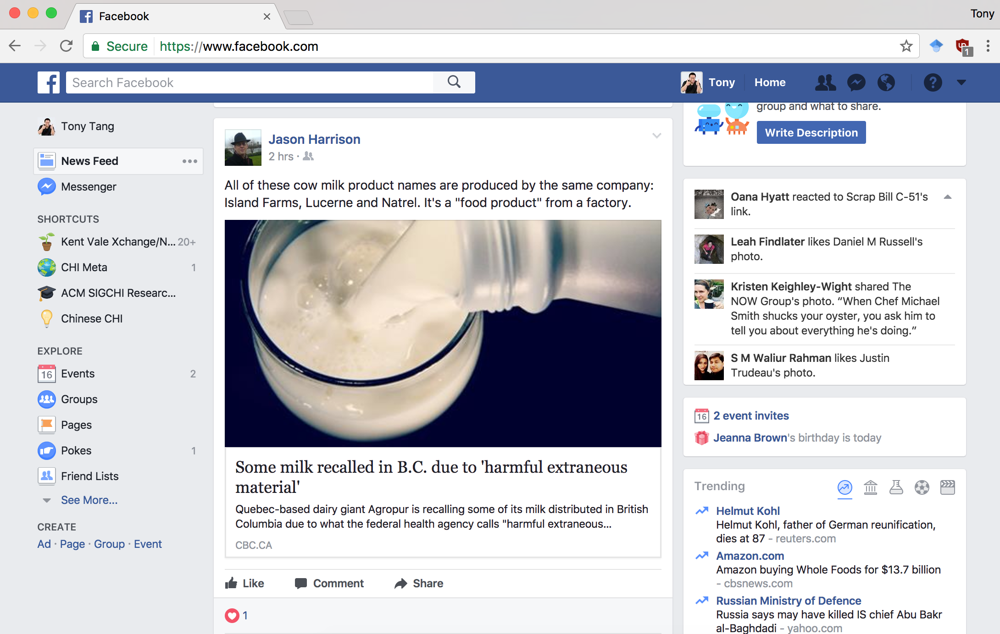 Facebook
Tony
Secure
https://www.facebook.com
1
Search Facebook
Tony
Home
Tony Tang
News Feed
Messenger
SHORTCUTS
Kent Vale Xchange/N... 20+
CHI Meta 1
ACM SIGCHI Researc...
Chinese CHI
EXPLORE
16 Events 2
Groups
Pages
Pokes 1
Friend Lists
See More...
CREATE
Ad · Page · Group · Event
Jason Harrison
2 hrs ·
All of these cow milk product names are produced by the same company:
Island Farms, Lucerne and Natrel. It's a "food product" from a factory.
Some milk recalled in B.C. due to 'harmful extraneous
material'
Quebec-based dairy giant Agropur is recalling some of its milk distributed in British
Columbia due to what the federal health agency calls "harmful extraneous...
CBC.CA
Like
Comment
Share
1
group and what to share.
Write Description
Oana Hyatt reacted to Scrap Bill C-51's
link.
Leah Findlater likes Daniel M Russell's
photo.
Kristen Keighley-Wight shared The
NOW Group's photo. “When Chef Michael
Smith shucks your oyster, you ask him to
tell you about everything he's doing.”
S M Waliur Rahman likes Justin
Trudeau's photo.
16 2 event invites
Jeanna Brown's birthday is today
Trending
Helmut Kohl
Helmut Kohl, father of German reunification,
dies at 87 - reuters.com
Amazon.com
Amazon buying Whole Foods for $13.7 billion
- cbsnews.com
Russian Ministry of Defence
Russia says may have killed IS chief Abu Bakr
al-Baghdadi - yahoo.com